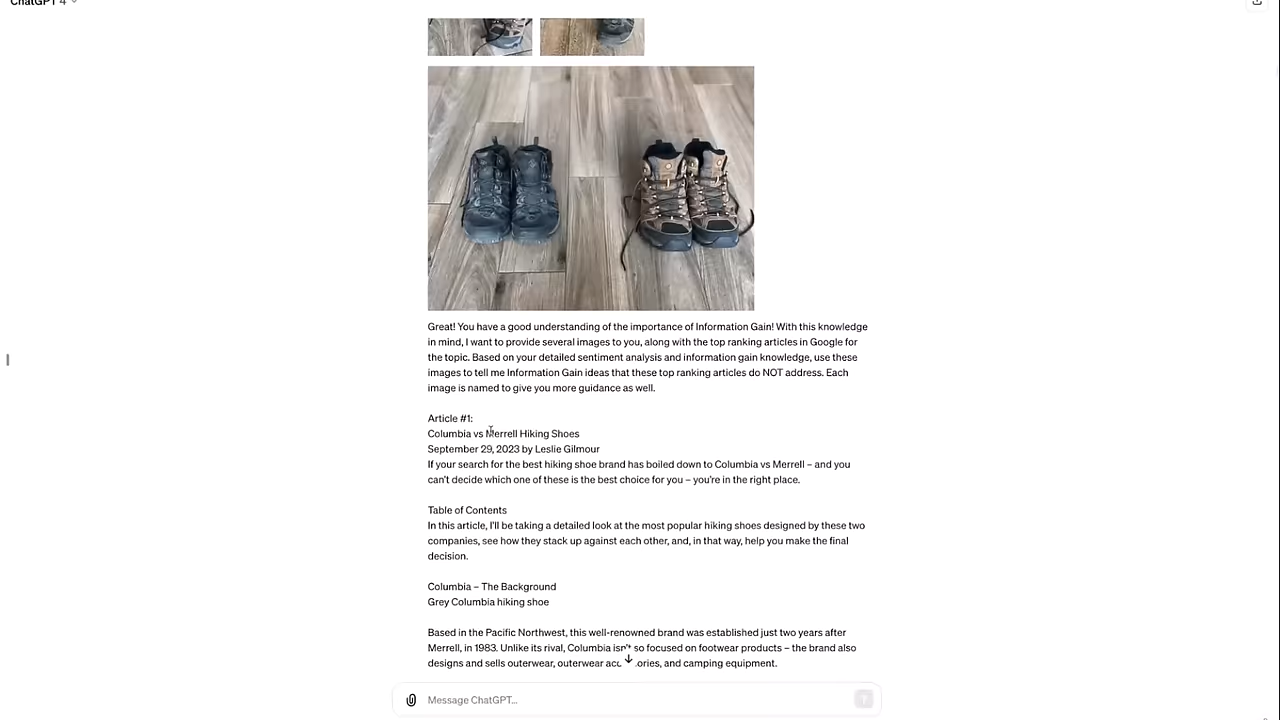 ChatGPT 4
Great! You have a good understanding of the importance of Information Gain! With this knowledge
in mind, I want to provide several images to you, along with the top ranking articles in Google for
the topic. Based on your detailed sentiment analysis and information gain knowledge, use these
images to tell me Information Gain ideas that these top ranking articles do NOT address. Each
image is named to give you more guidance as well.
Article #1:
Columbia vs Merrell Hiking Shoes
September 29, 2023 by Leslie Gilmour
If your search for the best hiking shoe brand has boiled down to Columbia vs Merrell – and you
can't decide which one of these is the best choice for you – you're in the right place.
Table of Contents
In this article, I'll be taking a detailed look at the most popular hiking shoes designed by these two
companies, see how they stack up against each other, and, in that way, help you make the final
decision.
Columbia – The Background
Grey Columbia hiking shoe
Based in the Pacific Northwest, this well-renowned brand was established just two years after
Merrell, in 1983. Unlike its rival, Columbia isn't so focused on footwear products – the brand also
designs and sells outerwear, outerwear and camping equipment.
Message ChatGPT...